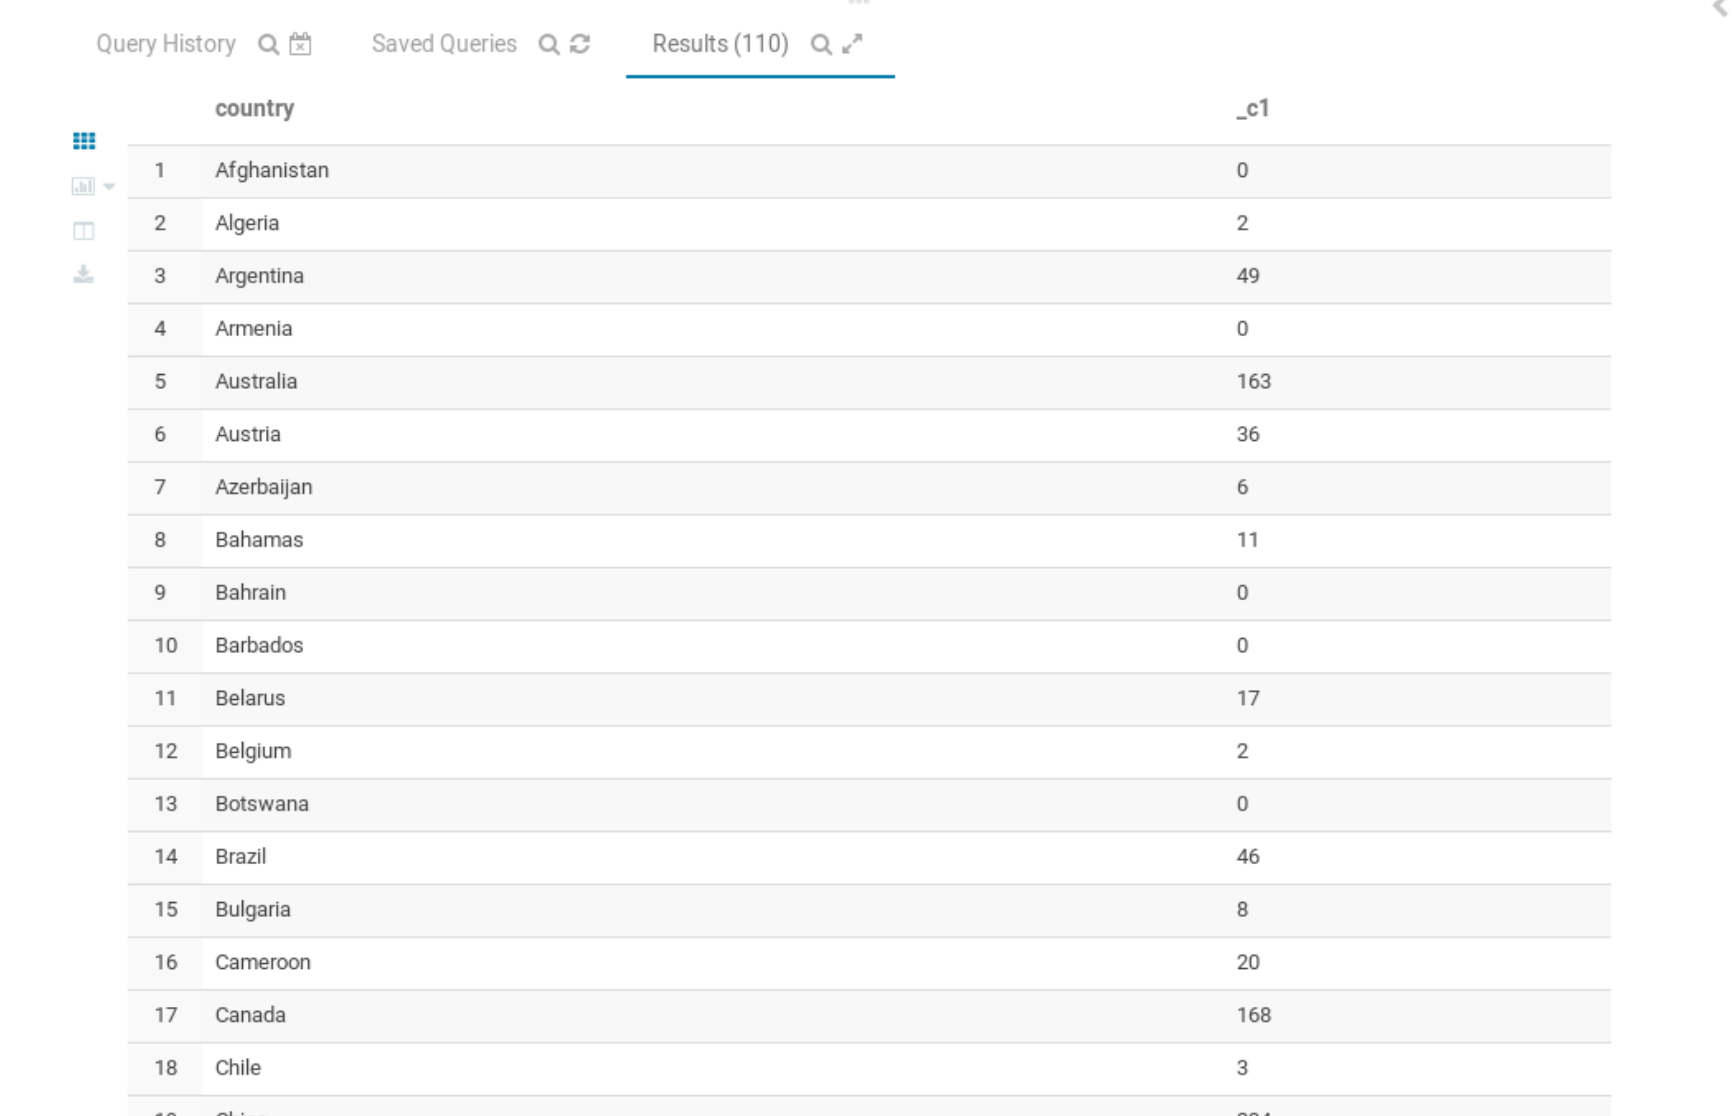 Query History Saved Queries Results (110)
country _c1
1 Afghanistan 0
2 Algeria 2
3 Argentina 49
4 Armenia 0
5 Australia 163
6 Austria 36
7 Azerbaijan 6
8 Bahamas 11
9 Bahrain 0
10 Barbados 0
11 Belarus 17
12 Belgium 2
13 Botswana 0
14 Brazil 46
15 Bulgaria 8
16 Cameroon 20
17 Canada 168
18 Chile 3